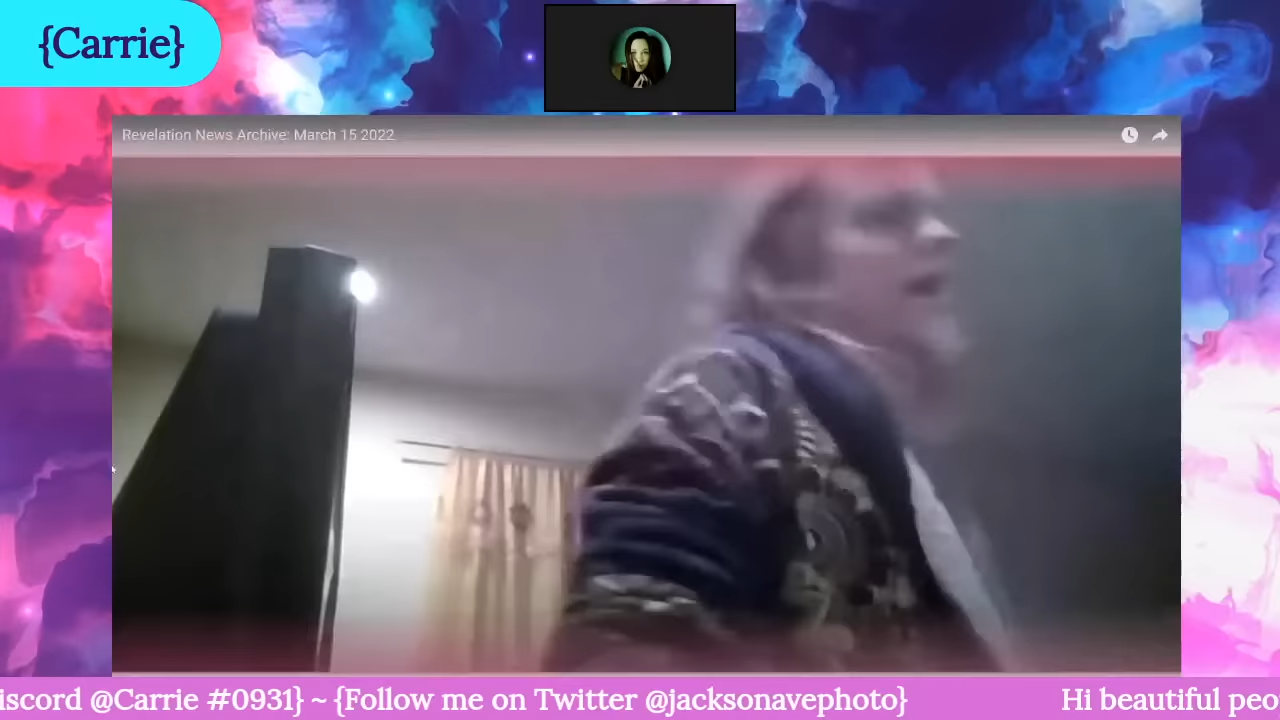 {Carrie}
Revelation News Archive: March 15 2022
iscord @Carrie #0931} ~ {Follow me on Twitter @jacksonavephoto} Hi beautiful peo